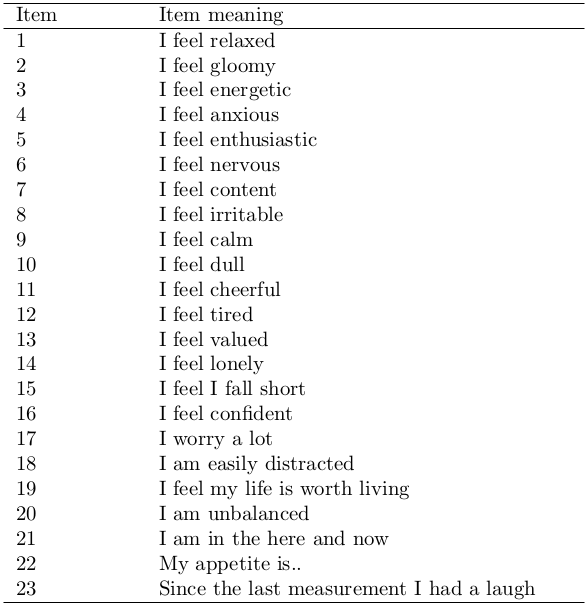 Item Item meaning
1 I feel relaxed
2 I feel gloomy
3 I feel energetic
4 I feel anxious
5 I feel enthusiastic
6 I feel nervous
7 I feel content
8 I feel irritable
9 I feel calm
10 I feel dull
11 I feel cheerful
12 I feel tired
13 I feel valued
14 I feel lonely
15 I feel I fall short
16 I feel confident
17 I worry a lot
18 I am easily distracted
19 I feel my life is worth living
20 I am unbalanced
21 I am in the here and now
22 My appetite is..
23 Since the last measurement I had a laugh